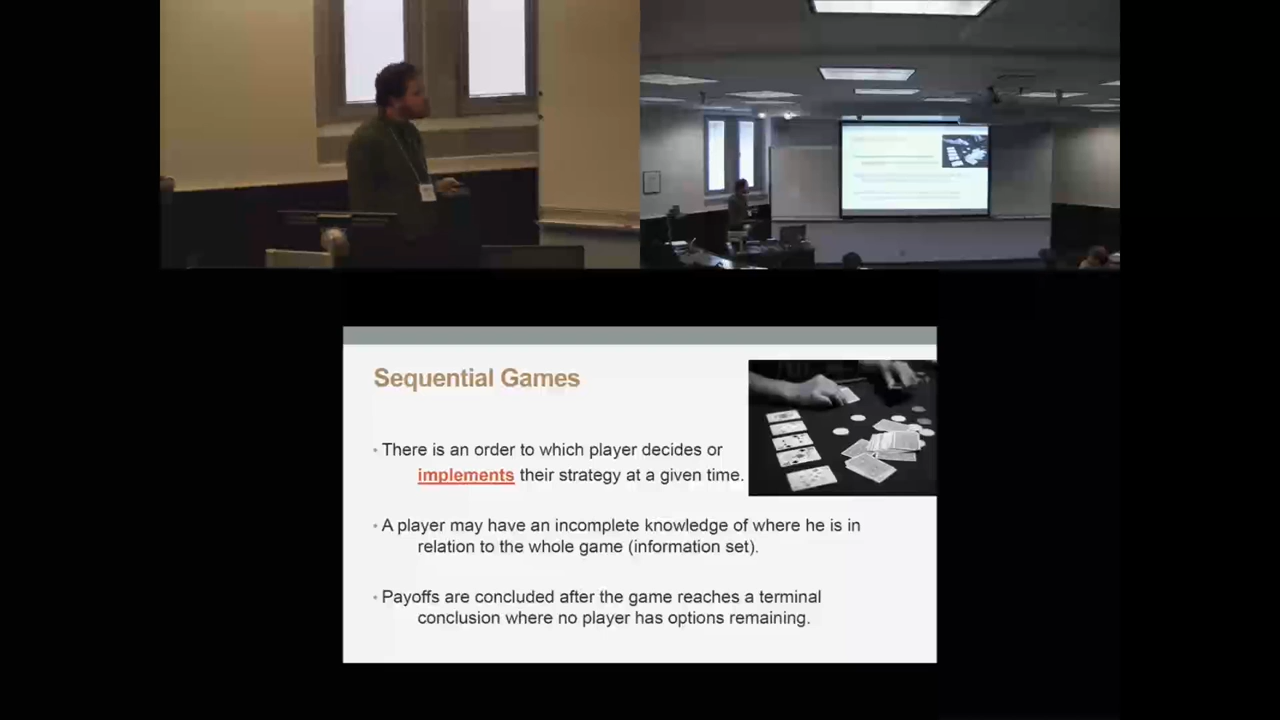 Sequential Games
• There is an order to which player decides or
implements their strategy at a given time.
• A player may have an incomplete knowledge of where he is in
relation to the whole game (information set).
• Payoffs are concluded after the game reaches a terminal
conclusion where no player has options remaining.